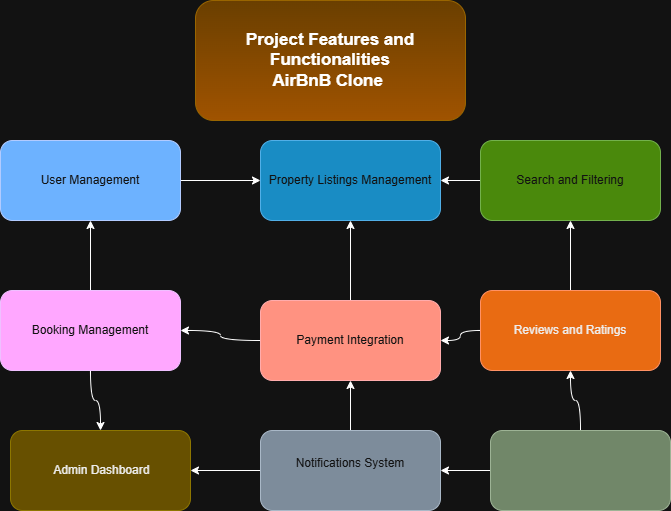 Project Features and
Functionalities
AirBnB Clone
User Management
Property Listings Management
Search and Filtering
Booking Management
Payment Integration
Reviews and Ratings
Admin Dashboard
Notifications System